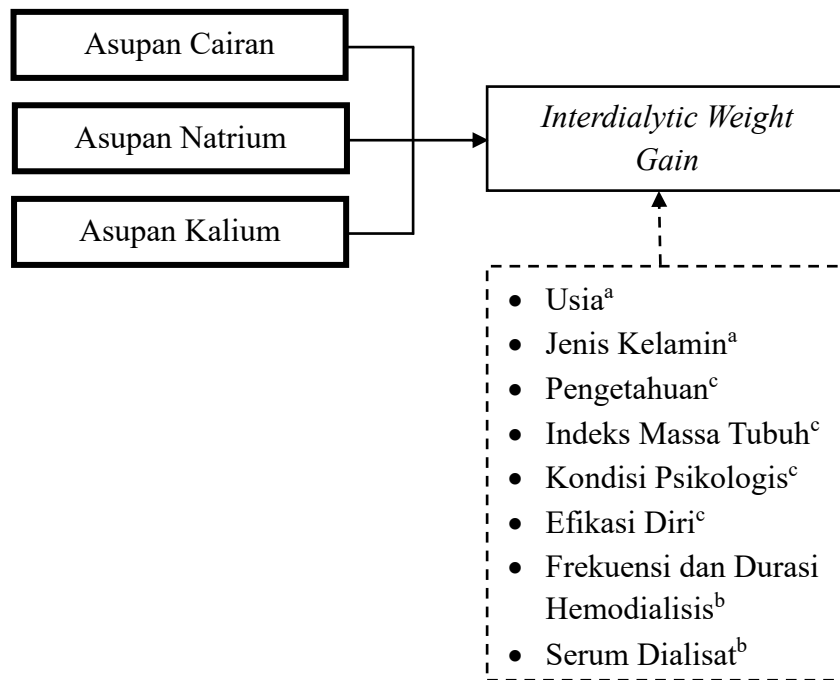 Asupan Cairan
Asupan Natrium
Asupan Kalium
Interdialytic Weight
Gain
• Usiaᵃ
• Jenis Kelaminᵃ
• Pengetahuanᶜ
• Indeks Massa Tubuhᶜ
• Kondisi Psikologisᶜ
• Efikasi Diriᶜ
• Frekuensi dan Durasi
Hemodialisisᵇ
• Serum Dialisatᵇ